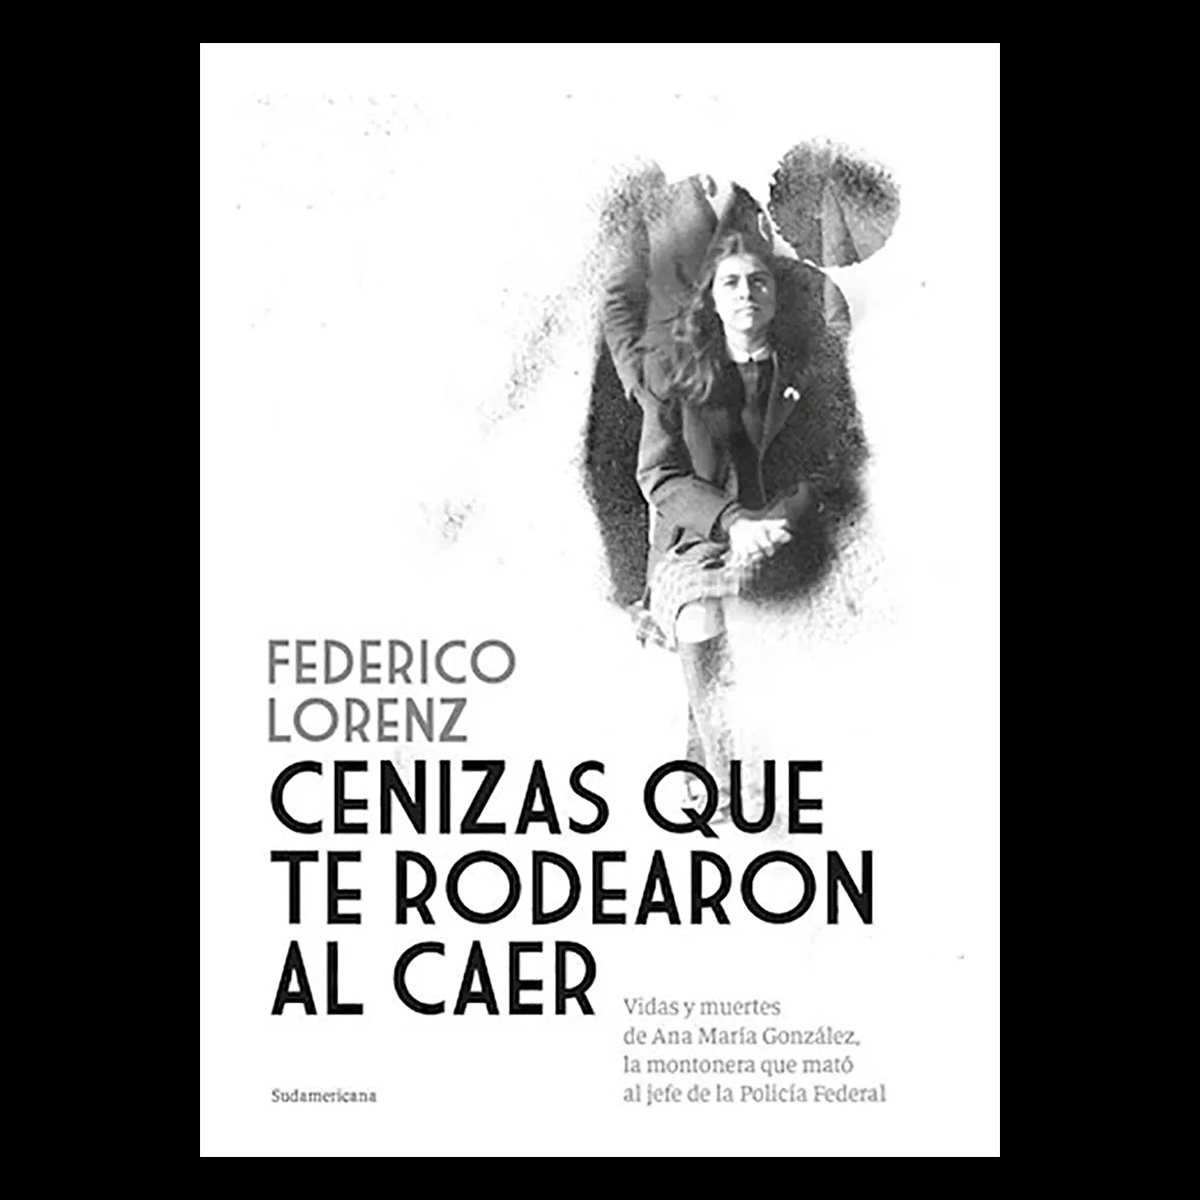 FEDERICO
LORENZ
CENIZAS QUE
TE RODEARON
AL CAER
Vidas y muertes
de Ana María González,
la montonera que mató
al jefe de la Policía Federal
Sudamericana